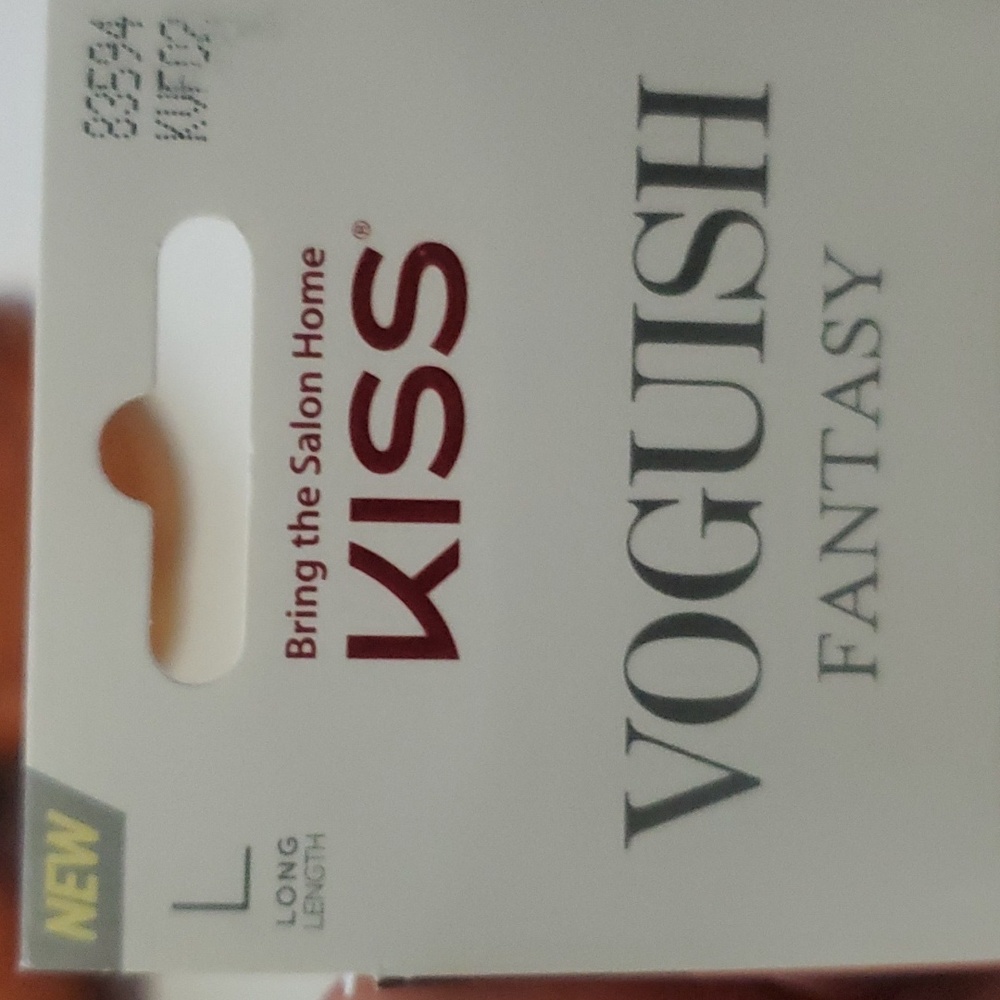 NEW
L
LONG
LENGTH
83594
KVF02
Bring the Salon Home
KISS®
VOGUISH
FANTASY